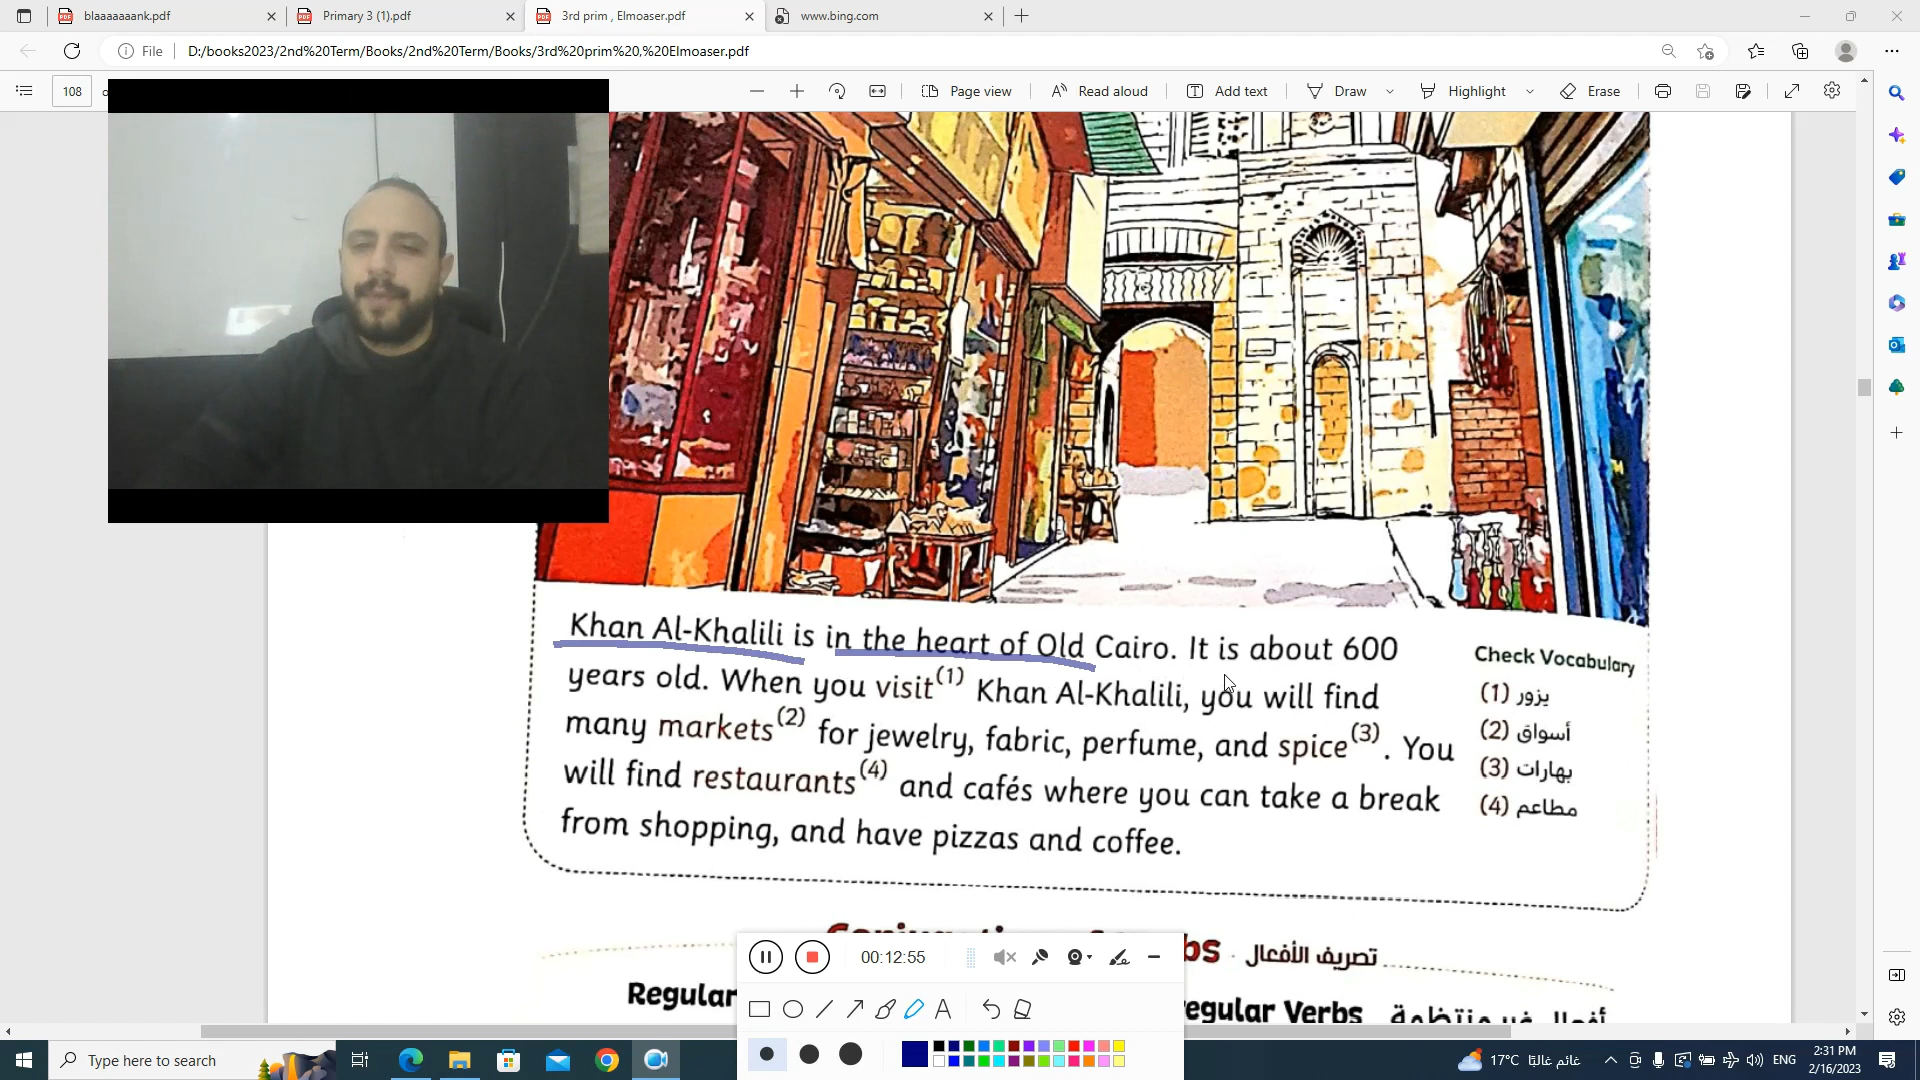 blaaaaaaank.pdf
Primary 3 (1).pdf
3rd prim , Elmoaser.pdf
www.bing.com
File
D:/books2023/2nd%20Term/Books/2nd%20Term/Books/3rd%20prim%20,%20Elmoaser.pdf
108
Page view
Read aloud
Add text
Draw
Highlight
Erase
Khan Al-Khalili is in the heart of Old Cairo. It is about 600
years old. When you visit(1) Khan Al-Khalili, you will find
many markets(2) for jewelry, fabric, perfume, and spice(3). You
will find restaurants(4) and cafés where you can take a break
from shopping, and have pizzas and coffee.
Check Vocabulary
(1) يزور
(2) أسواق
(3) بهارات
(4) مطاعم
تصريف الأفعال
Regular
regular Verbs أفعال غير منتظمة
00:12:55
Type here to search
17°C غائم غالبًا
ENG
2:31 PM
2/16/2023